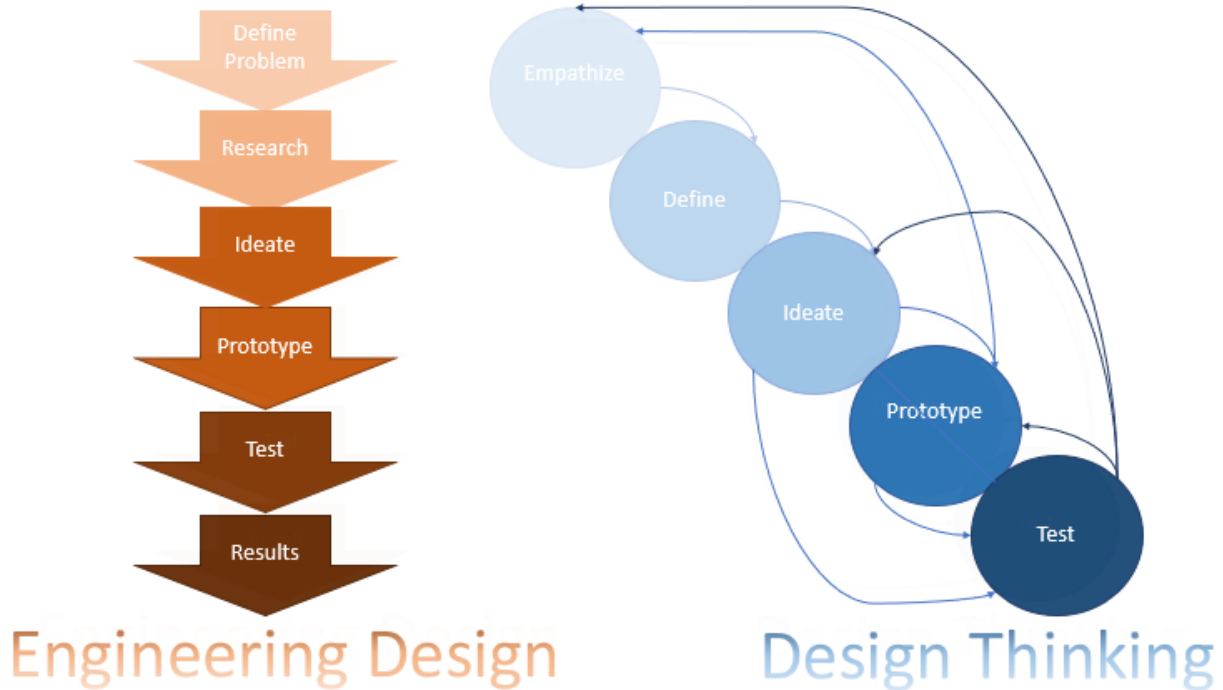 Define
Problem
Research
Ideate
Prototype
Test
Results
Engineering Design
Empathize
Define
Ideate
Prototype
Test
Design Thinking